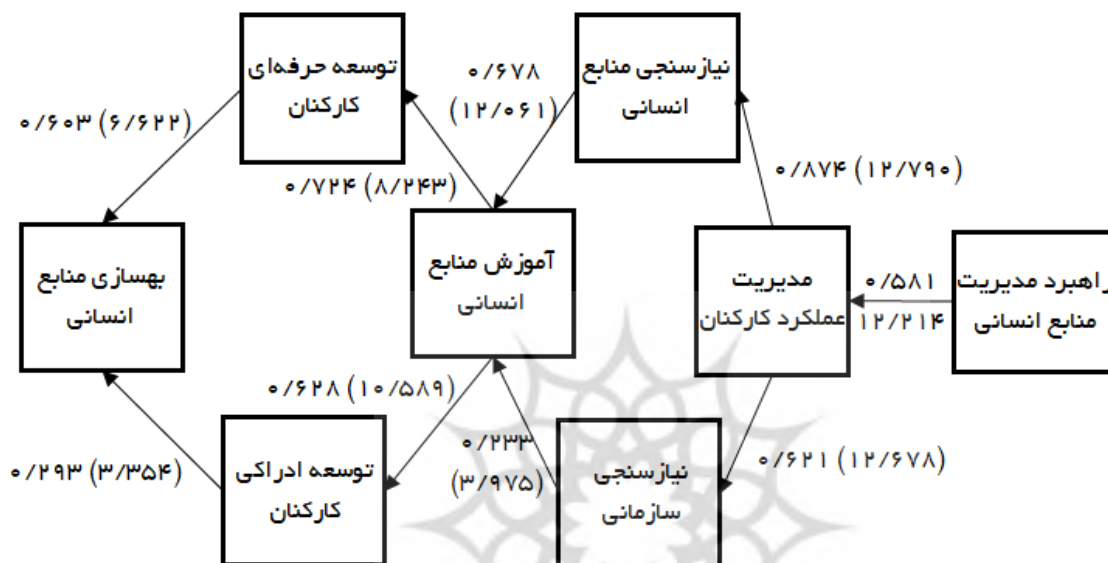 توسعه حرفه‌ای
کارکنان
نیازسنجی منابع
انسانی
۰/۶۷۸
(۱۲/۰۶۱)
۰/۶۰۳ (۶/۶۲۲)
۰/۷۲۴ (۸/۲۴۳)
۰/۸۷۴ (۱۲/۷۹۰)
راهبرد مدیریت
منابع انسانی
۰/۵۸۱
۱۲/۲۱۴
مدیریت
عملکرد کارکنان
آموزش منابع
انسانی
بهسازی منابع
انسانی
۰/۶۲۸ (۱۰/۵۸۹)
۰/۲۳۳
(۳/۹۷۵)
۰/۶۲۱ (۱۲/۶۷۸)
۰/۲۹۳ (۳/۳۵۴)
توسعه ادراکی
کارکنان
نیازسنجی
سازمانی